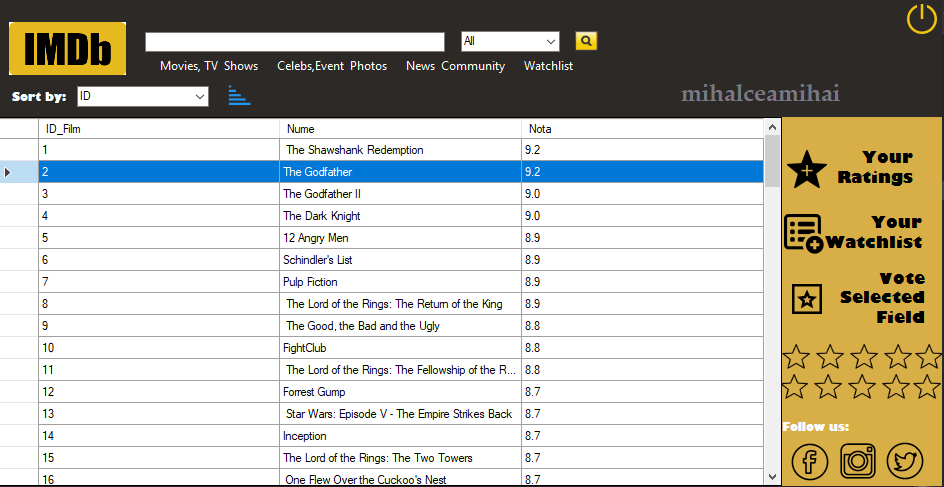 IMDb
All
Movies, TV Shows Celebs,Event Photos News Community Watchlist
Sort by: ID
mihalceamihai
ID_Film Nume Nota
1 The Shawshank Redemption 9.2
2 The Godfather 9.2
3 The Godfather II 9.0
4 The Dark Knight 9.0
5 12 Angry Men 8.9
6 Schindler's List 8.9
7 Pulp Fiction 8.9
8 The Lord of the Rings: The Return of the King 8.9
9 The Good, the Bad and the Ugly 8.8
10 FightClub 8.8
11 The Lord of the Rings: The Fellowship of the R... 8.8
12 Forrest Gump 8.7
13 Star Wars: Episode V - The Empire Strikes Back 8.7
14 Inception 8.7
15 The Lord of the Rings: The Two Towers 8.7
16 One Flew Over the Cuckoo's Nest 8.7
Your
Ratings
Your
Watchlist
Vote
Selected
Field
Follow us: